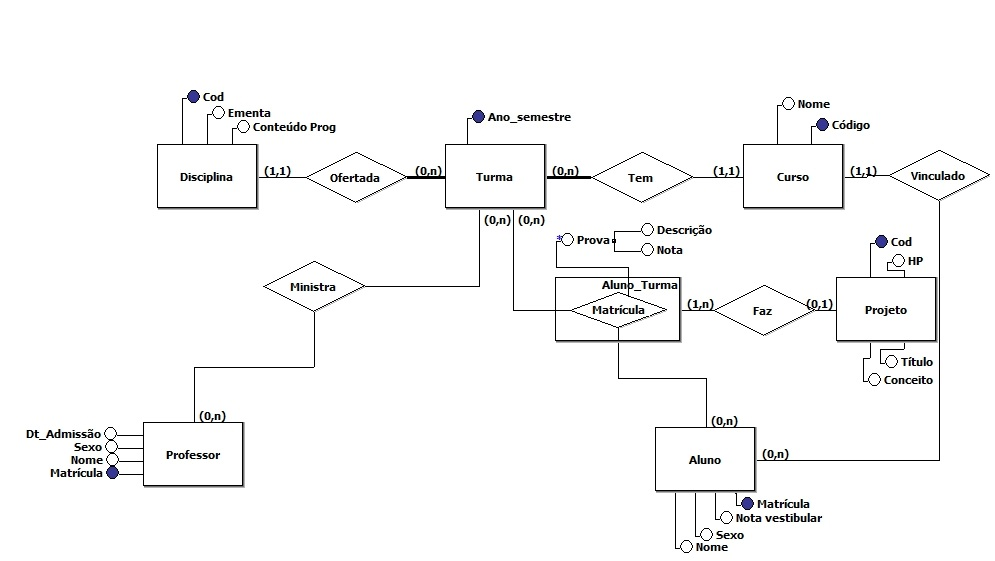 Cod
Ementa
Conteúdo Prog
Disciplina
(1,1)
Ofertada
(0,n)
Ano_semestre
Turma
(0,n)
Tem
(1,1)
Nome
Código
Curso
(1,1)
Vinculado
(0,n)
(0,n)
Ministra
* Prova
Descrição
Nota
Aluno_Turma
Matrícula
(1,n)
Faz
(0,1)
Cod
HP
Projeto
Título
Conceito
(0,n)
Dt_Admissão
Sexo
Nome
Matrícula
Professor
(0,n)
Aluno
(0,n)
Matrícula
Nota vestibular
Sexo
Nome